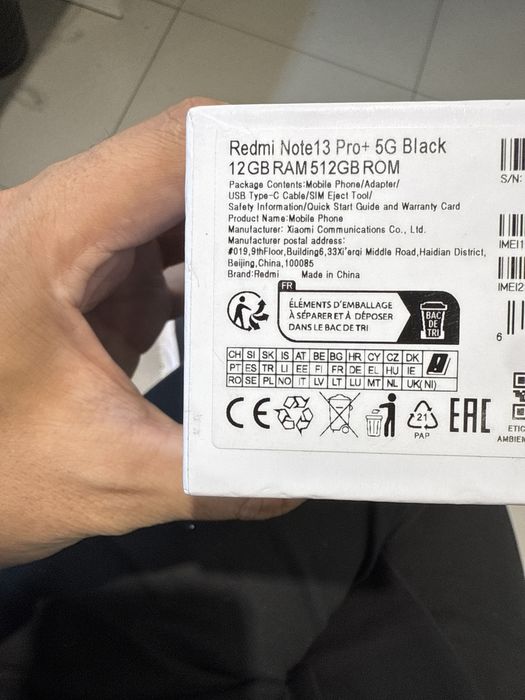 Redmi Note13 Pro+ 5G Black
12GB RAM 512GB ROM
Package Contents:Mobile Phone/Adapter/
USB Type-C Cable/SIM Eject Tool/
Safety Information/Quick Start Guide and Warranty Card
Product Name:Mobile Phone
Manufacturer: Xiaomi Communications Co., Ltd.
Manufacturer postal address:
#019,9thFloor,Building6,33Xi'erqi Middle Road,Haidian District,
Beijing,China,100085
Brand:Redmi Made in China
S/N:
IMEI1
IMEI2
6
FR
ÉLÉMENTS D'EMBALLAGE
À SÉPARER ET À DÉPOSER
DANS LE BAC DE TRI
BAC
DE
TRI
CH SI SK IS AT BE BG HR CY CZ DK
PT ES TR LI EE FI FR DE EL HU IE
RO SE PL NO IT LV LT LU MT NL UK(NI)
CE
21
PAP
EAC
ETIC
AMBIEN